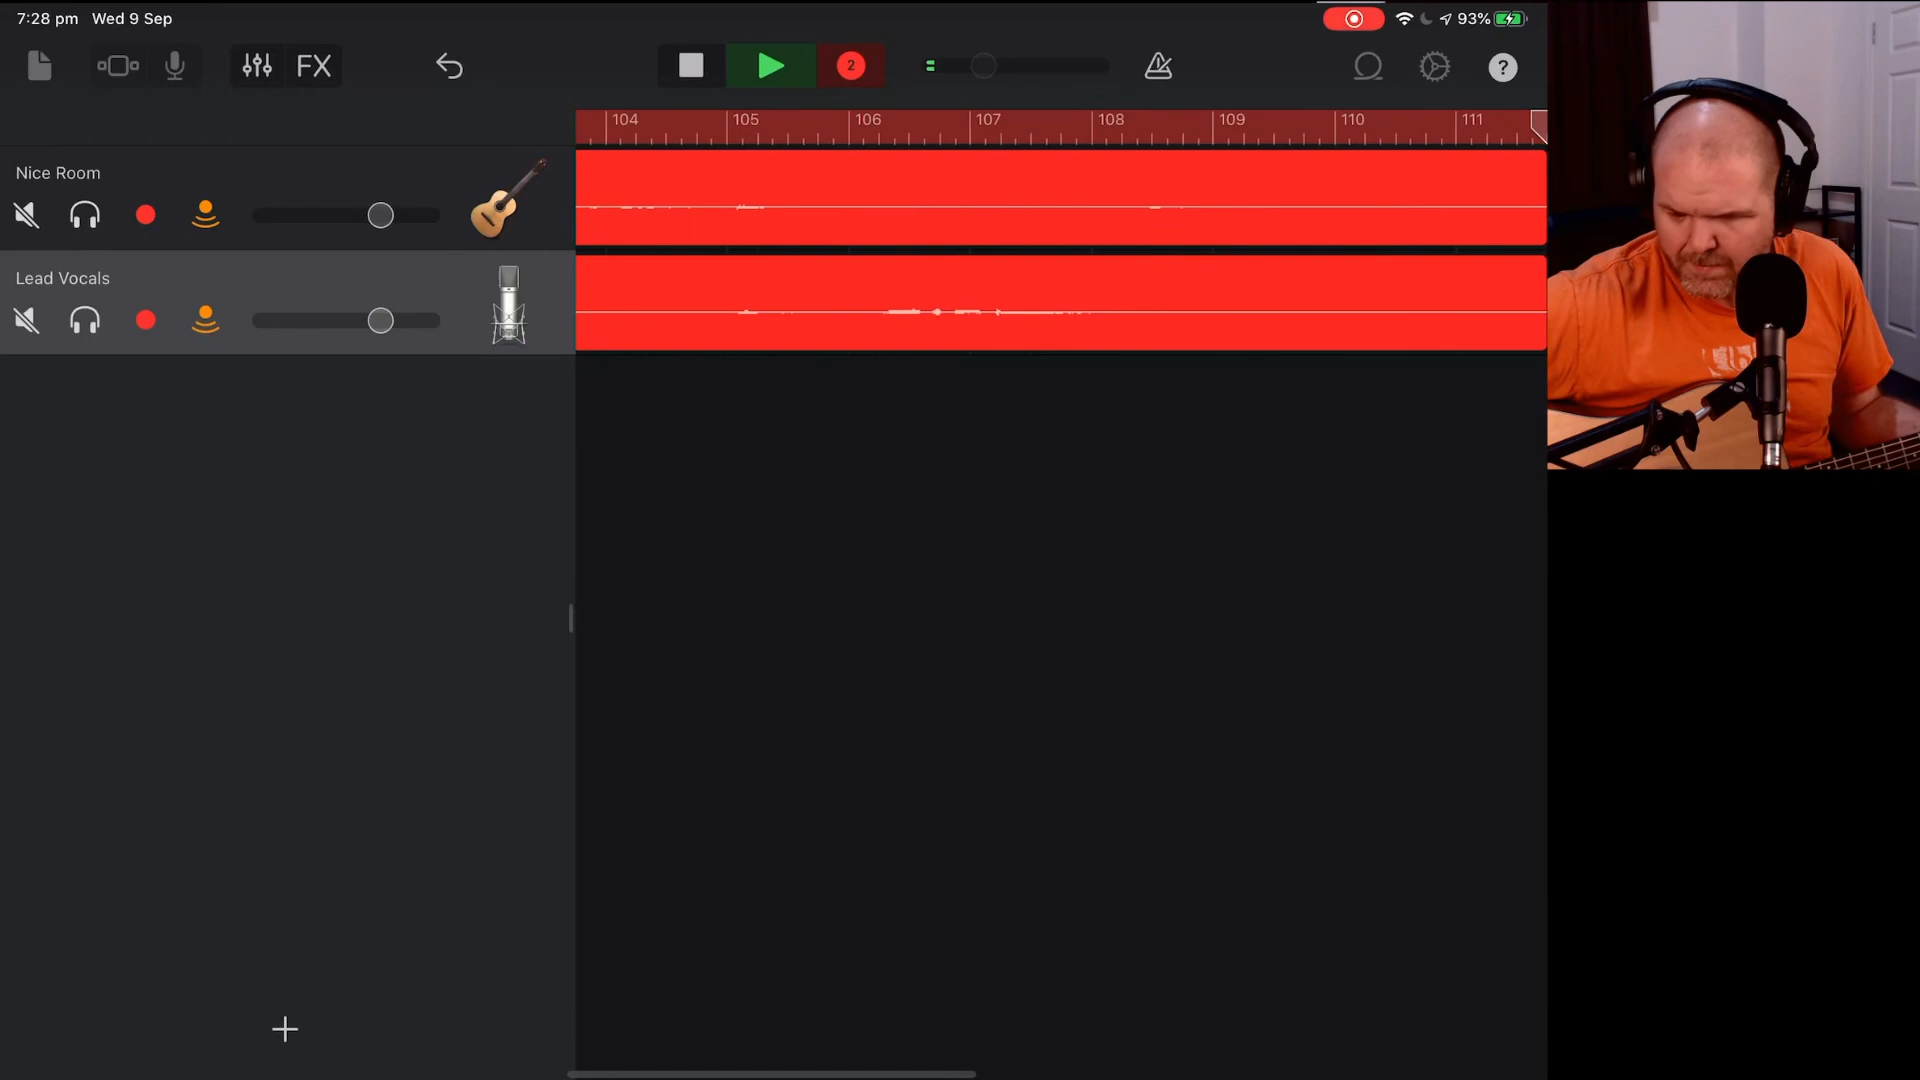 7:28 pm Wed 9 Sep
93%
FX
2
?
104 105 106 107 108 109 110 111
Nice Room
Lead Vocals